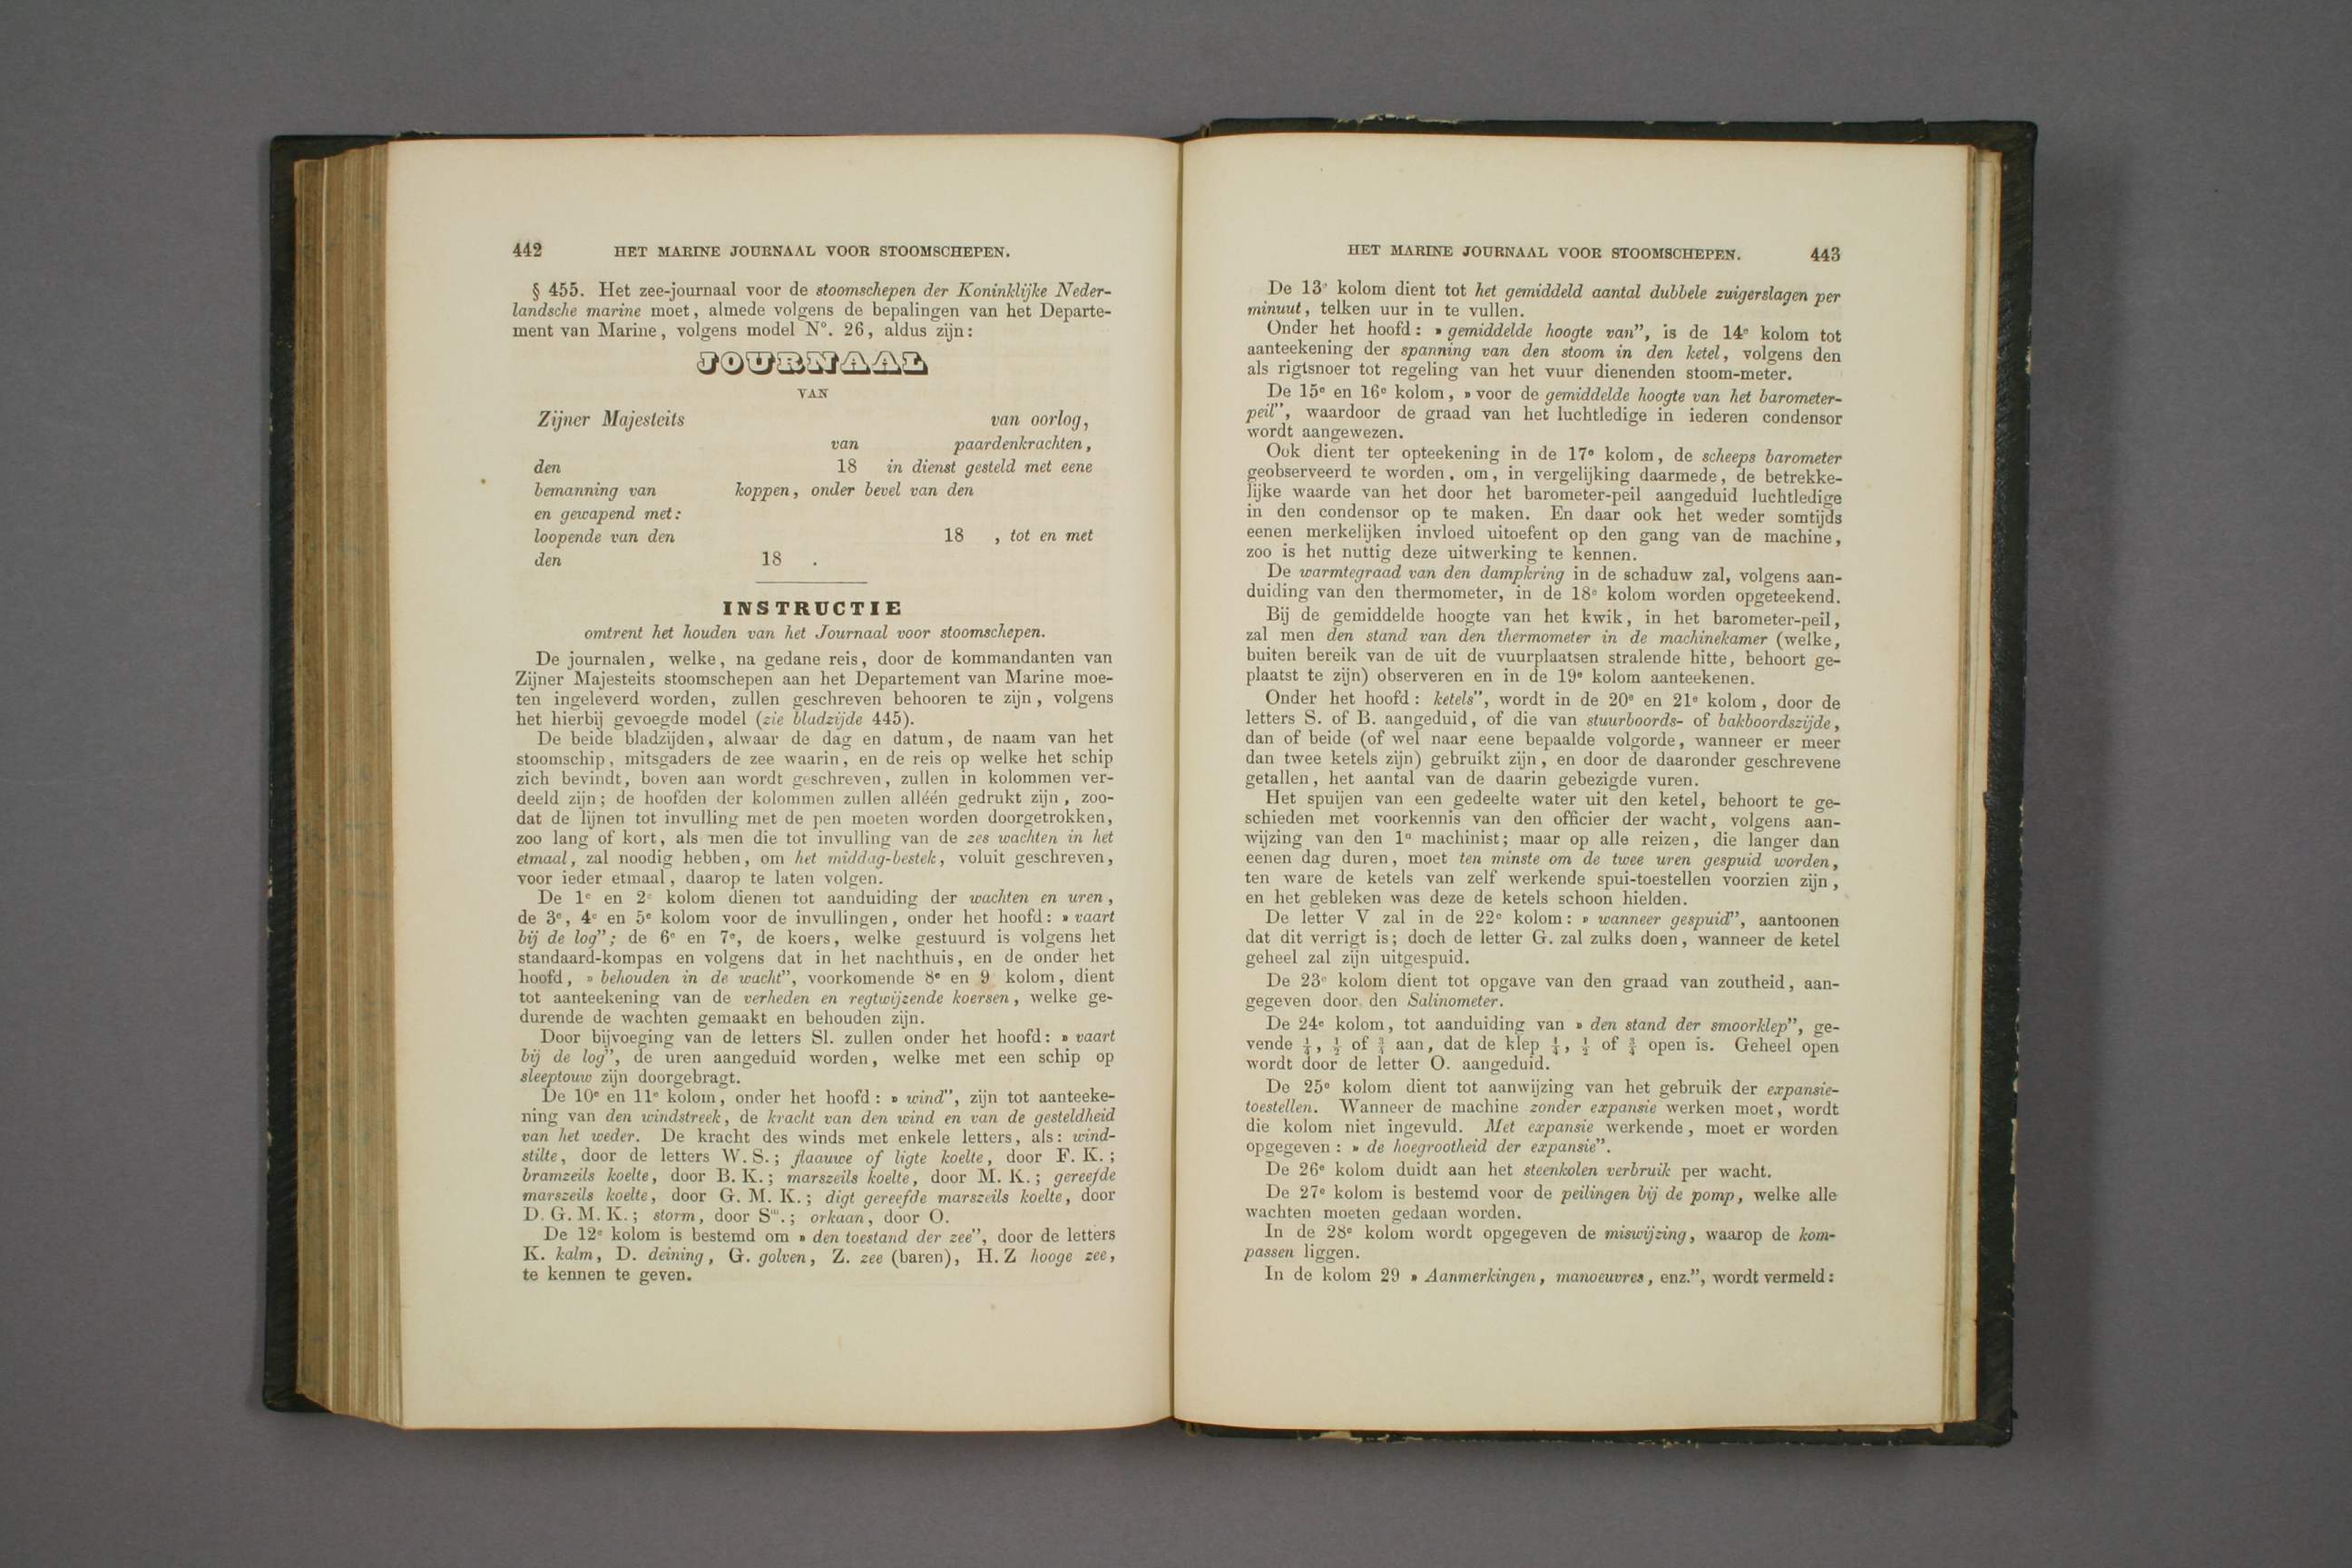 442 HET MARINE JOURNAAL VOOR STOOMSCHEPEN.
§ 455. Het zee-journaal voor de stoomschepen der Koninklijke Neder-
landsche marine moet, almede volgens de bepalingen van het Departe-
ment van Marine, volgens model N°. 26, aldus zijn:
JOURNAAL
VAN
Zijner Majesteits van oorlog,
van paardenkrachten,
den 18 in dienst gesteld met eene
bemanning van koppen, onder bevel van den
en gewapend met:
loopende van den 18 , tot en met
den 18 .
INSTRUCTIE
omtrent het houden van het Journaal voor stoomschepen.
De journalen, welke, na gedane reis, door de kommandanten van
Zijner Majesteits stoomschepen aan het Departement van Marine moe-
ten ingeleverd worden, zullen geschreven behooren te zijn, volgens
het hierbij gevoegde model (zie bladzijde 445).
De beide bladzijden, alwaar de dag en datum, de naam van het
stoomschip, mitsgaders de zee waarin, en de reis op welke het schip
zich bevindt, boven aan wordt geschreven, zullen in kolommen ver-
deeld zijn; de hoofden der kolommen zullen alléén gedrukt zijn, zoo-
dat de lijnen tot invulling met de pen moeten worden doorgetrokken,
zoo lang of kort, als men die tot invulling van de zes wachten in het
etmaal, zal noodig hebben, om het middag-bestek, voluit geschreven,
voor ieder etmaal, daarop te laten volgen.
De 1e en 2e kolom dienen tot aanduiding der wachten en uren,
de 3e, 4e en 5e kolom voor de invullingen, onder het hoofd: » vaart
bij de log”; de 6e en 7e, de koers, welke gestuurd is volgens het
standaard-kompas en volgens dat in het nachthuis, en de onder het
hoofd, » behouden in de wacht”, voorkomende 8e en 9 kolom, dient
tot aanteekening van de verheden en regtwijzende koersen, welke ge-
durende de wachten gemaakt en behouden zijn.
Door bijvoeging van de letters Sl. zullen onder het hoofd: » vaart
bij de log”, de uren aangeduid worden, welke met een schip op
sleeptouw zijn doorgebragt.
De 10e en 11e kolom, onder het hoofd: » wind”, zijn tot aanteeke-
ning van den windstreek, de kracht van den wind en van de gesteldheid
van het weder. De kracht des winds met enkele letters, als: wind-
stilte, door de letters W. S.; flaauwe of ligte koelte, door F. K.;
bramzeils koelte, door B. K.; marszeils koelte, door M. K.; gereefde
marszeils koelte, door G. M. K.; digt gereefde marszeils koelte, door
D. G. M. K.; storm, door Sm.; orkaan, door O.
De 12e kolom is bestemd om » den toestand der zee”, door de letters
K. kalm, D. deining, G. golven, Z. zee (baren), H. Z hooge zee,
te kennen te geven.
HET MARINE JOURNAAL VOOR STOOMSCHEPEN. 443
De 13e kolom dient tot het gemiddeld aantal dubbele zuigerslagen per
minuut, telken uur in te vullen.
Onder het hoofd: » gemiddelde hoogte van”, is de 14e kolom tot
aanteekening der spanning van den stoom in den ketel, volgens den
als rigtsnoer tot regeling van het vuur dienenden stoom-meter.
De 15e en 16e kolom, » voor de gemiddelde hoogte van het barometer-
peil”, waardoor de graad van het luchtledige in iederen condensor
wordt aangewezen.
Ook dient ter opteekening in de 17e kolom, de scheeps barometer
geobserveerd te worden, om, in vergelijking daarmede, de betrekke-
lijke waarde van het door het barometer-peil aangeduid luchtledige
in den condensor op te maken. En daar ook het weder somtijds
eenen merkelijken invloed uitoefent op den gang van de machine,
zoo is het nuttig deze uitwerking te kennen.
De warmtegraad van den dampkring in de schaduw zal, volgens aan-
duiding van den thermometer, in de 18e kolom worden opgeteekend.
Bij de gemiddelde hoogte van het kwik, in het barometer-peil,
zal men den stand van den thermometer in de machinekamer (welke,
buiten bereik van de uit de vuurplaatsen stralende hitte, behoort ge-
plaatst te zijn) observeren en in de 19e kolom aanteekenen.
Onder het hoofd: ketels”, wordt in de 20e en 21e kolom, door de
letters S. of B. aangeduid, of die van stuurboords- of bakboordszijde,
dan of beide (of wel naar eene bepaalde volgorde, wanneer er meer
dan twee ketels zijn) gebruikt zijn, en door de daaronder geschrevene
getallen, het aantal van de daarin gebezigde vuren.
Het spuijen van een gedeelte water uit den ketel, behoort te ge-
schieden met voorkennis van den officier der wacht, volgens aan-
wijzing van den 1n machinist; maar op alle reizen, die langer dan
eenen dag duren, moet ten minste om de twee uren gespuid worden,
ten ware de ketels van zelf werkende spui-toestellen voorzien zijn,
en het gebleken was deze de ketels schoon hielden.
De letter V zal in de 22e kolom: » wanneer gespuid”, aantoonen
dat dit verrigt is; doch de letter G. zal zulks doen, wanneer de ketel
geheel zal zijn uitgespuid.
De 23e kolom dient tot opgave van den graad van zoutheid, aan-
gegeven door den Salinometer.
De 24e kolom, tot aanduiding van » den stand der smoorklep”, ge-
vende ¼, ½ of ¾ aan, dat de klep ¼, ½ of ¾ open is. Geheel open
wordt door de letter O. aangeduid.
De 25e kolom dient tot aanwijzing van het gebruik der expansie-
toestellen. Wanneer de machine zonder expansie werken moet, wordt
die kolom niet ingevuld. Met expansie werkende, moet er worden
opgegeven: » de hoegrootheid der expansie”.
De 26e kolom duidt aan het steenkolen verbruik per wacht.
De 27e kolom is bestemd voor de peilingen bij de pomp, welke alle
wachten moeten gedaan worden.
In de 28e kolom wordt opgegeven de miswijzing, waarop de kom-
passen liggen.
In de kolom 29 » Aanmerkingen, manoeuvres, enz.”, wordt vermeld: